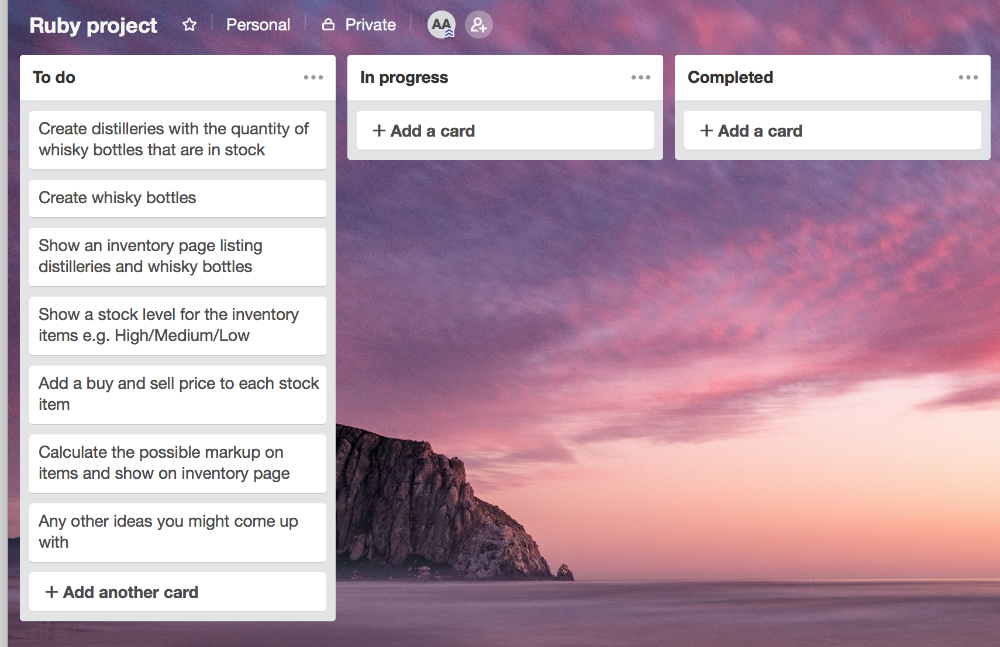 Ruby project
Personal
Private
AA
To do
Create distilleries with the quantity of
whisky bottles that are in stock
Create whisky bottles
Show an inventory page listing
distilleries and whisky bottles
Show a stock level for the inventory
items e.g. High/Medium/Low
Add a buy and sell price to each stock
item
Calculate the possible markup on
items and show on inventory page
Any other ideas you might come up
with
+ Add another card
In progress
+ Add a card
Completed
+ Add a card